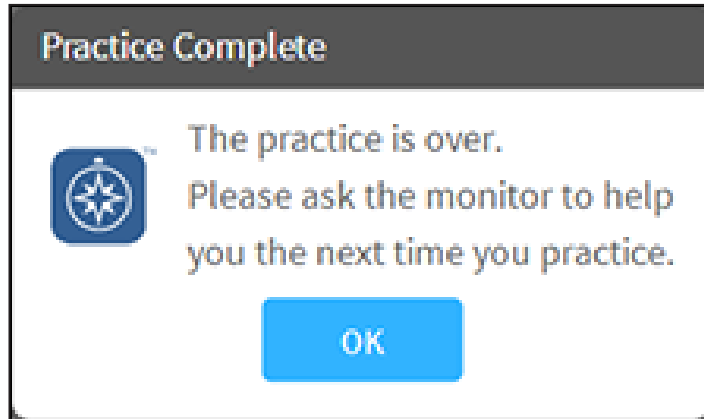 Practice Complete
The practice is over.
Please ask the monitor to help
you the next time you practice.
™
OK